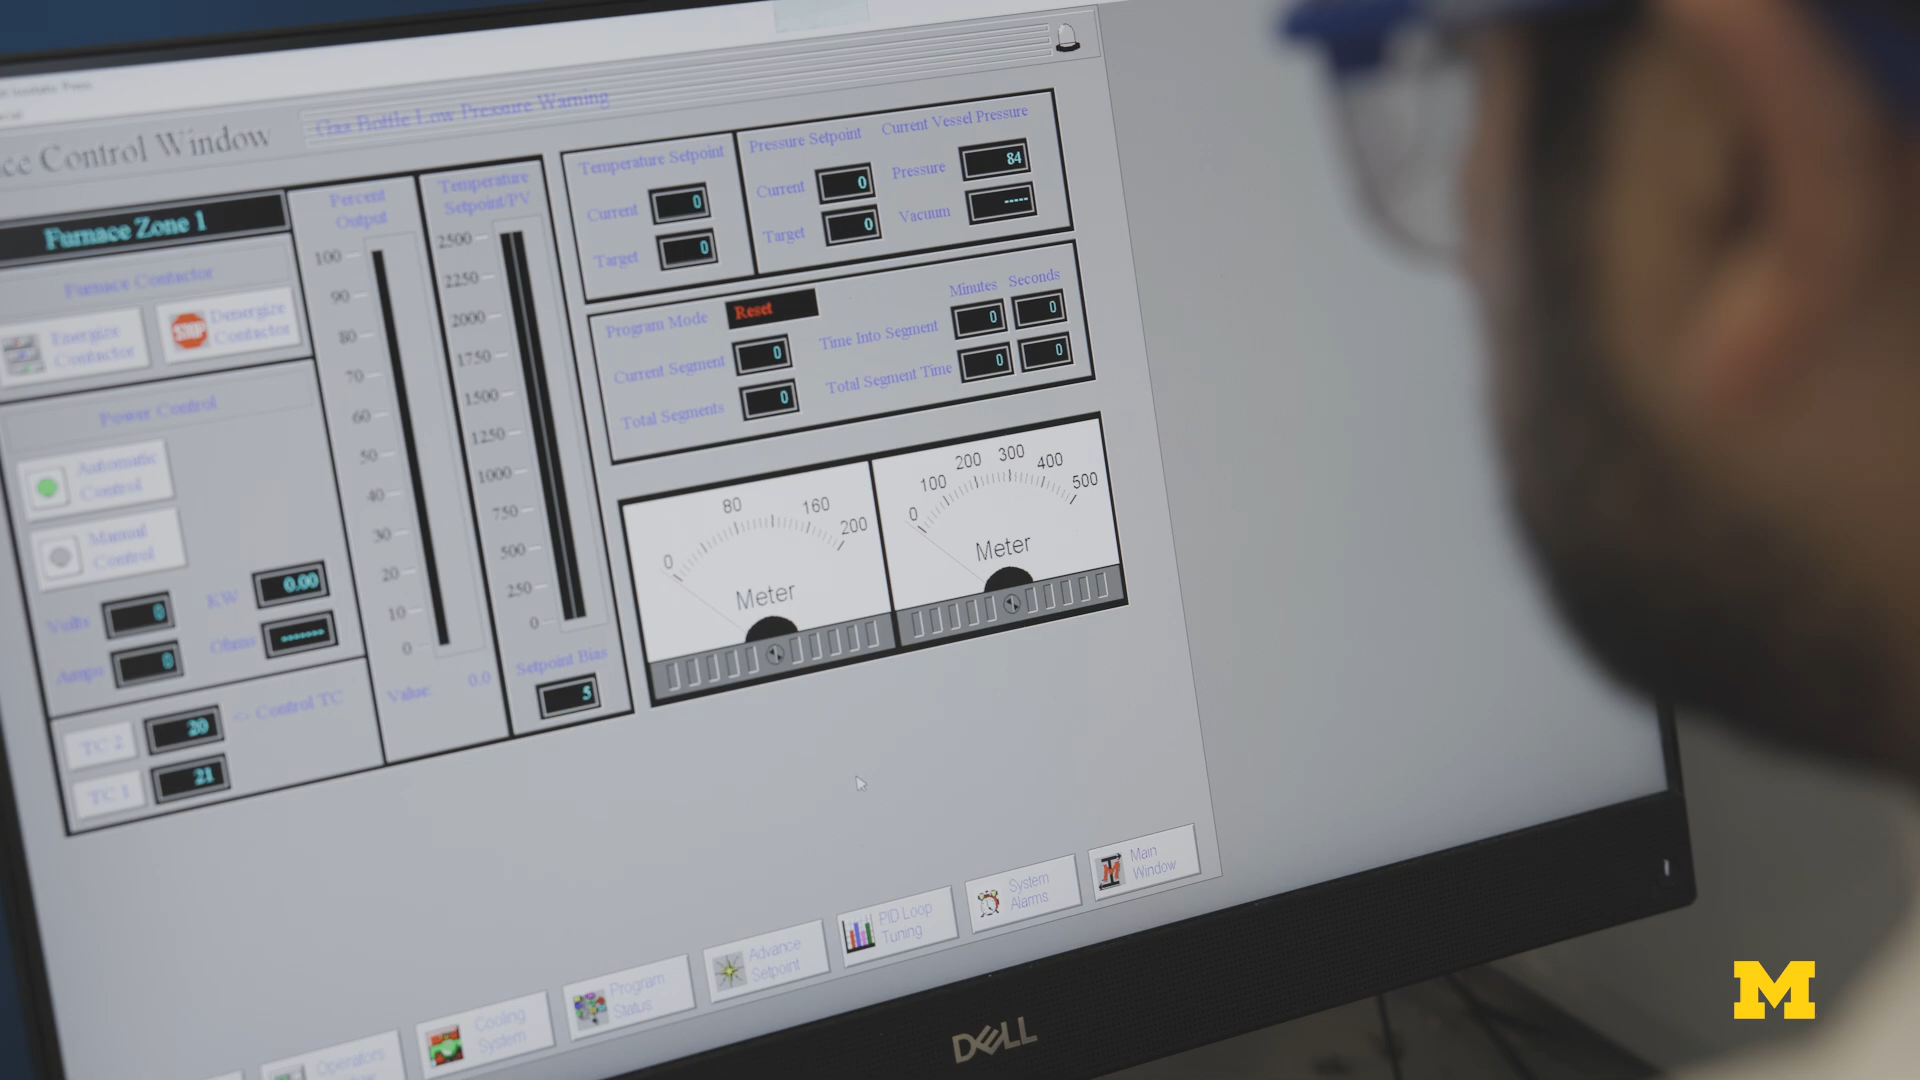 ce Control Window
Gas Bottle Low Pressure Warning
Furnace Zone 1
Furnace Contactor
Energize
Contactor
STOP
Denergize
Contactor
Power Control
Automatic
Control
Manual
Control
Volts 0
KW 0.00
Amps 0
Ohms -------
TC 2 20 <- Control TC
TC 1 21
Percent
Output
100
90
80
70
60
50
40
30
20
10
0
Value: 0.0
Temperature
Setpoint/PV
2500
2250
2000
1750
1500
1250
1000
750
500
250
0
Setpoint Bias
5
Temperature Setpoint
Current 0
Target 0
Pressure Setpoint
Current 0
Target 0
Current Vessel Pressure
Pressure 84
Vacuum -----
Program Mode Reset
Current Segment 0
Total Segments 0
Minutes Seconds
Time Into Segment 0 0
Total Segment Time 0 0
0 80 160 200
Meter
0 100 200 300 400 500
Meter
Operators
Cooling
System
Program
Status
Advance
Setpoint
PID Loop
Tuning
System
Alarms
Main
Window
DELL
M